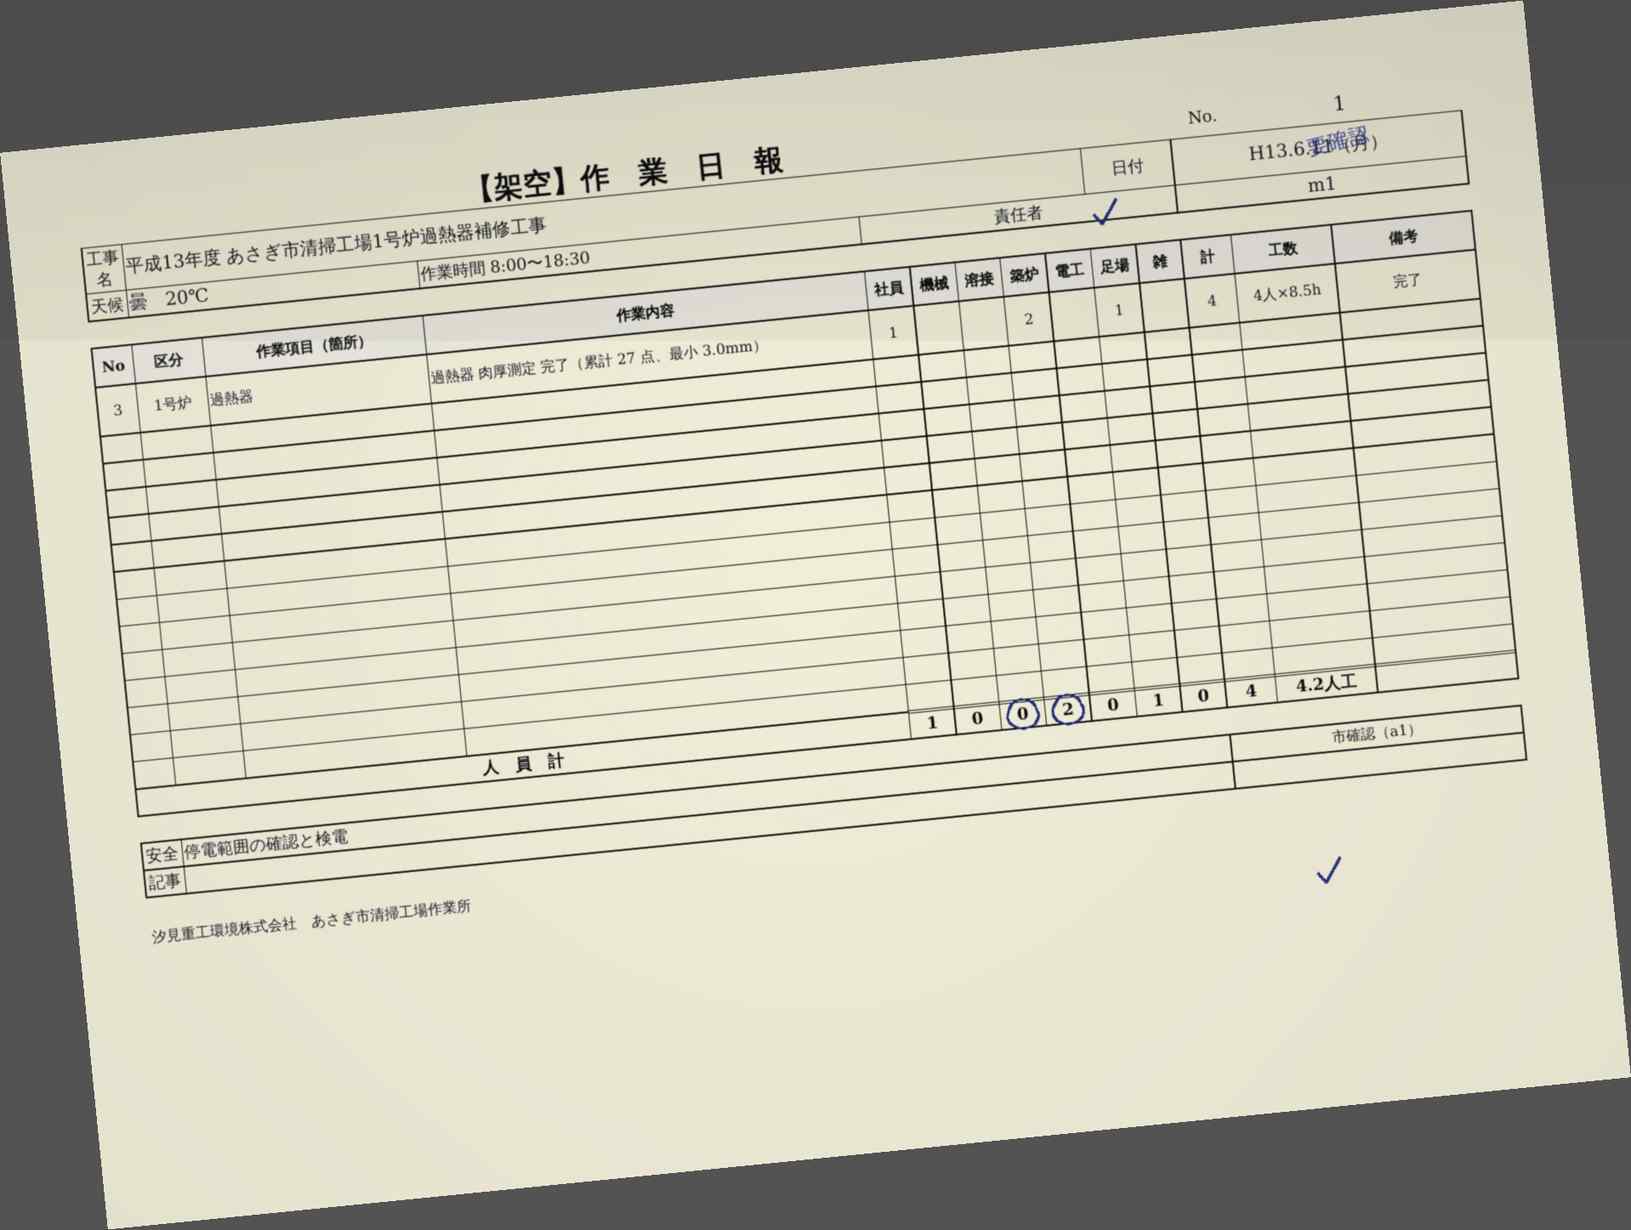 No. 1
【架空】作 業 日 報
工事名 平成13年度 あさぎ市清掃工場1号炉過熱器補修工事 日付 H13.6.11（月）
要確認
天候 曇 20℃ 作業時間 8:00〜18:30 責任者 m1
No 区分 作業項目（箇所） 作業内容 社員 機械 溶接 築炉 電工 足場 雑 計 工数 備考
3 1号炉 過熱器 過熱器 肉厚測定 完了（累計 27 点、最小 3.0mm） 1 2 1 4 4人×8.5h 完了
人 員 計 1 0 0 2 0 1 0 4 4.2人工
安全 停電範囲の確認と検電 市確認（a1）
記事
汐見重工環境株式会社 あさぎ市清掃工場作業所